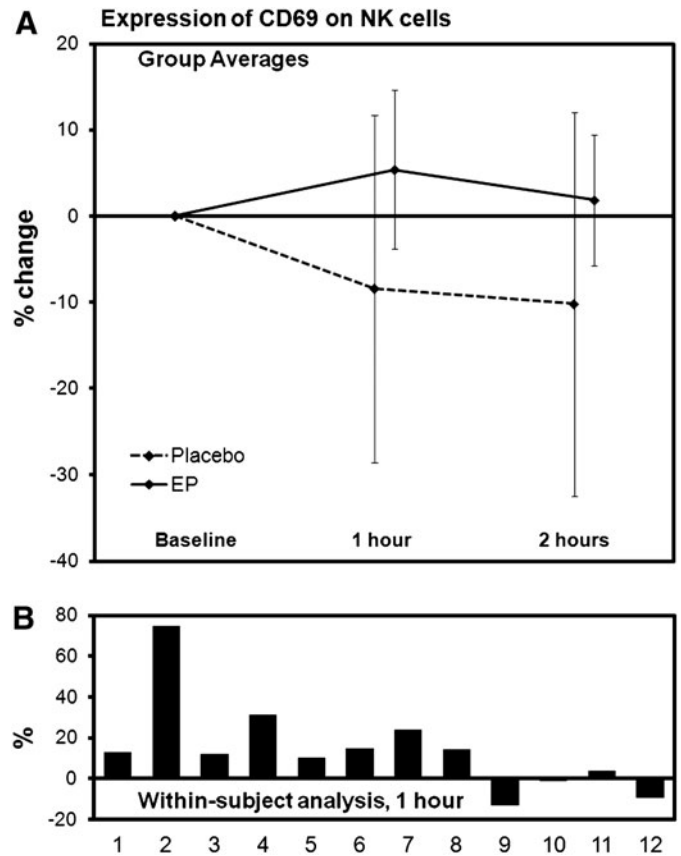 A
Expression of CD69 on NK cells
Group Averages
20
10
0
-10
-20
-30
-40
% change
Placebo
EP
Baseline
1 hour
2 hours
B
80
60
40
20
0
-20
%
Within-subject analysis, 1 hour
1 2 3 4 5 6 7 8 9 10 11 12